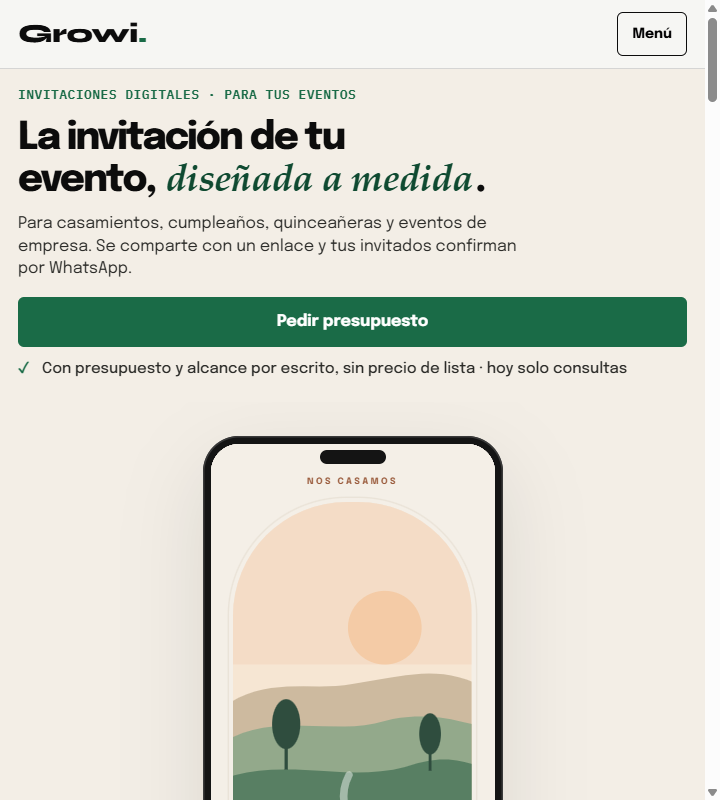 Growi.
Menú
INVITACIONES DIGITALES · PARA TUS EVENTOS
La invitación de tu
evento, diseñada a medida.
Para casamientos, cumpleaños, quinceañeras y eventos de
empresa. Se comparte con un enlace y tus invitados confirman
por WhatsApp.
Pedir presupuesto
✓ Con presupuesto y alcance por escrito, sin precio de lista · hoy solo consultas
NOS CASAMOS